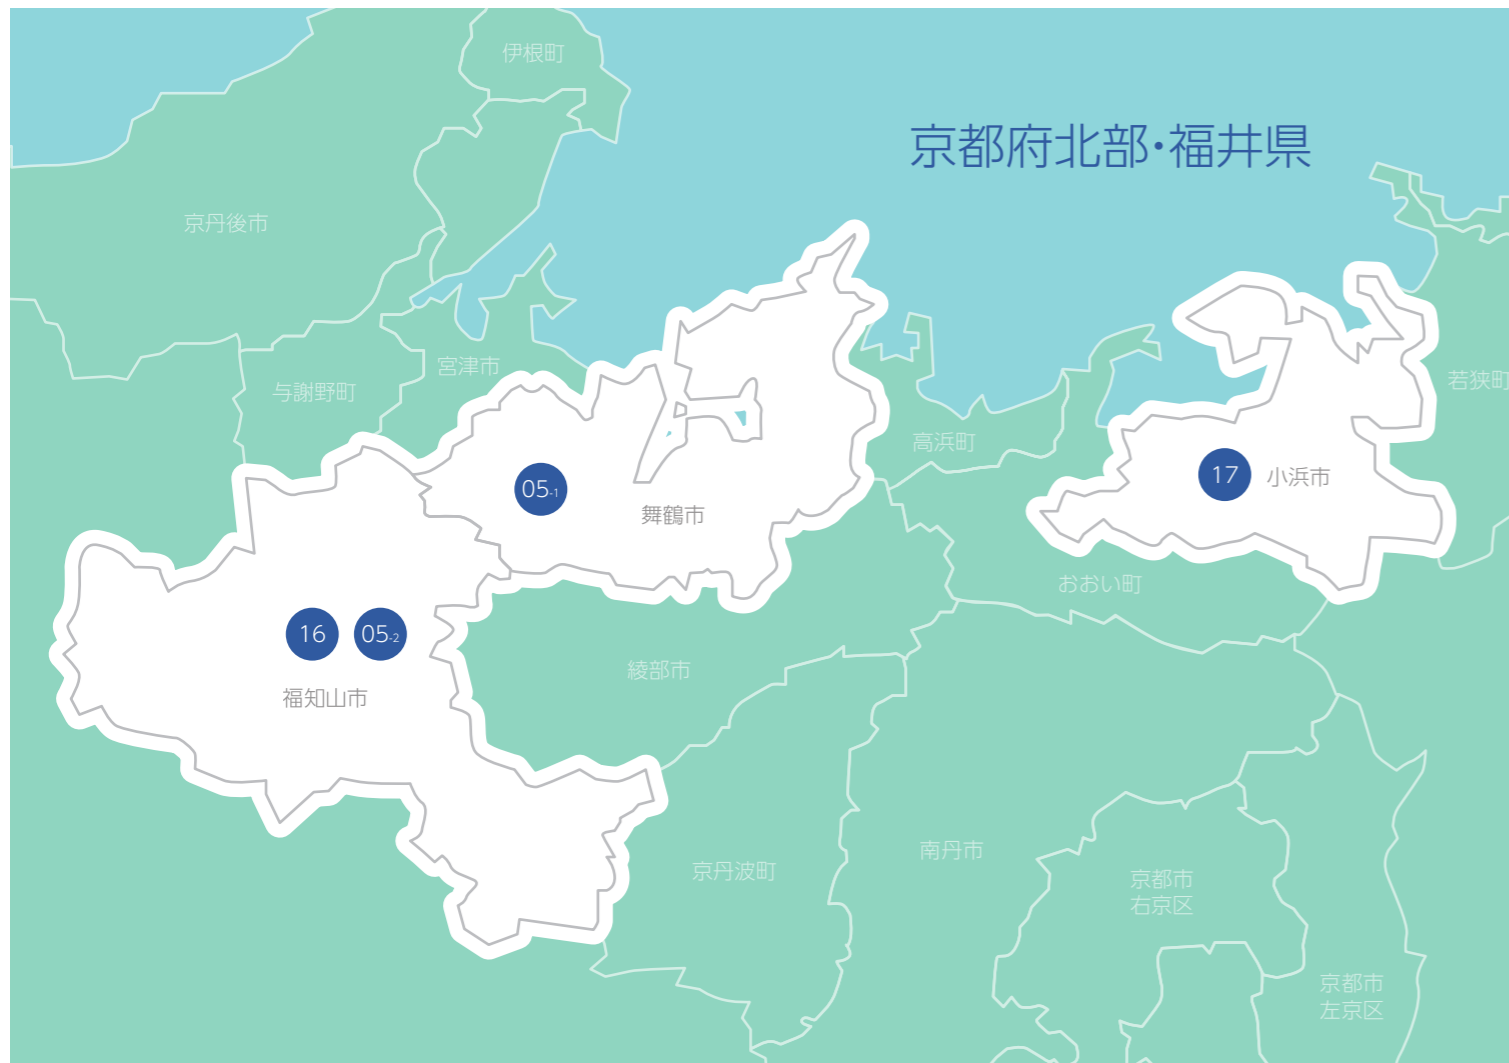 伊根町
京都府北部・福井県
京丹後市
宮津市
与謝野町
若狭町
高浜町
05-1
舞鶴市
17
小浜市
おおい町
16
05-2
福知山市
綾部市
京丹波町
南丹市
京都市
右京区
京都市
左京区